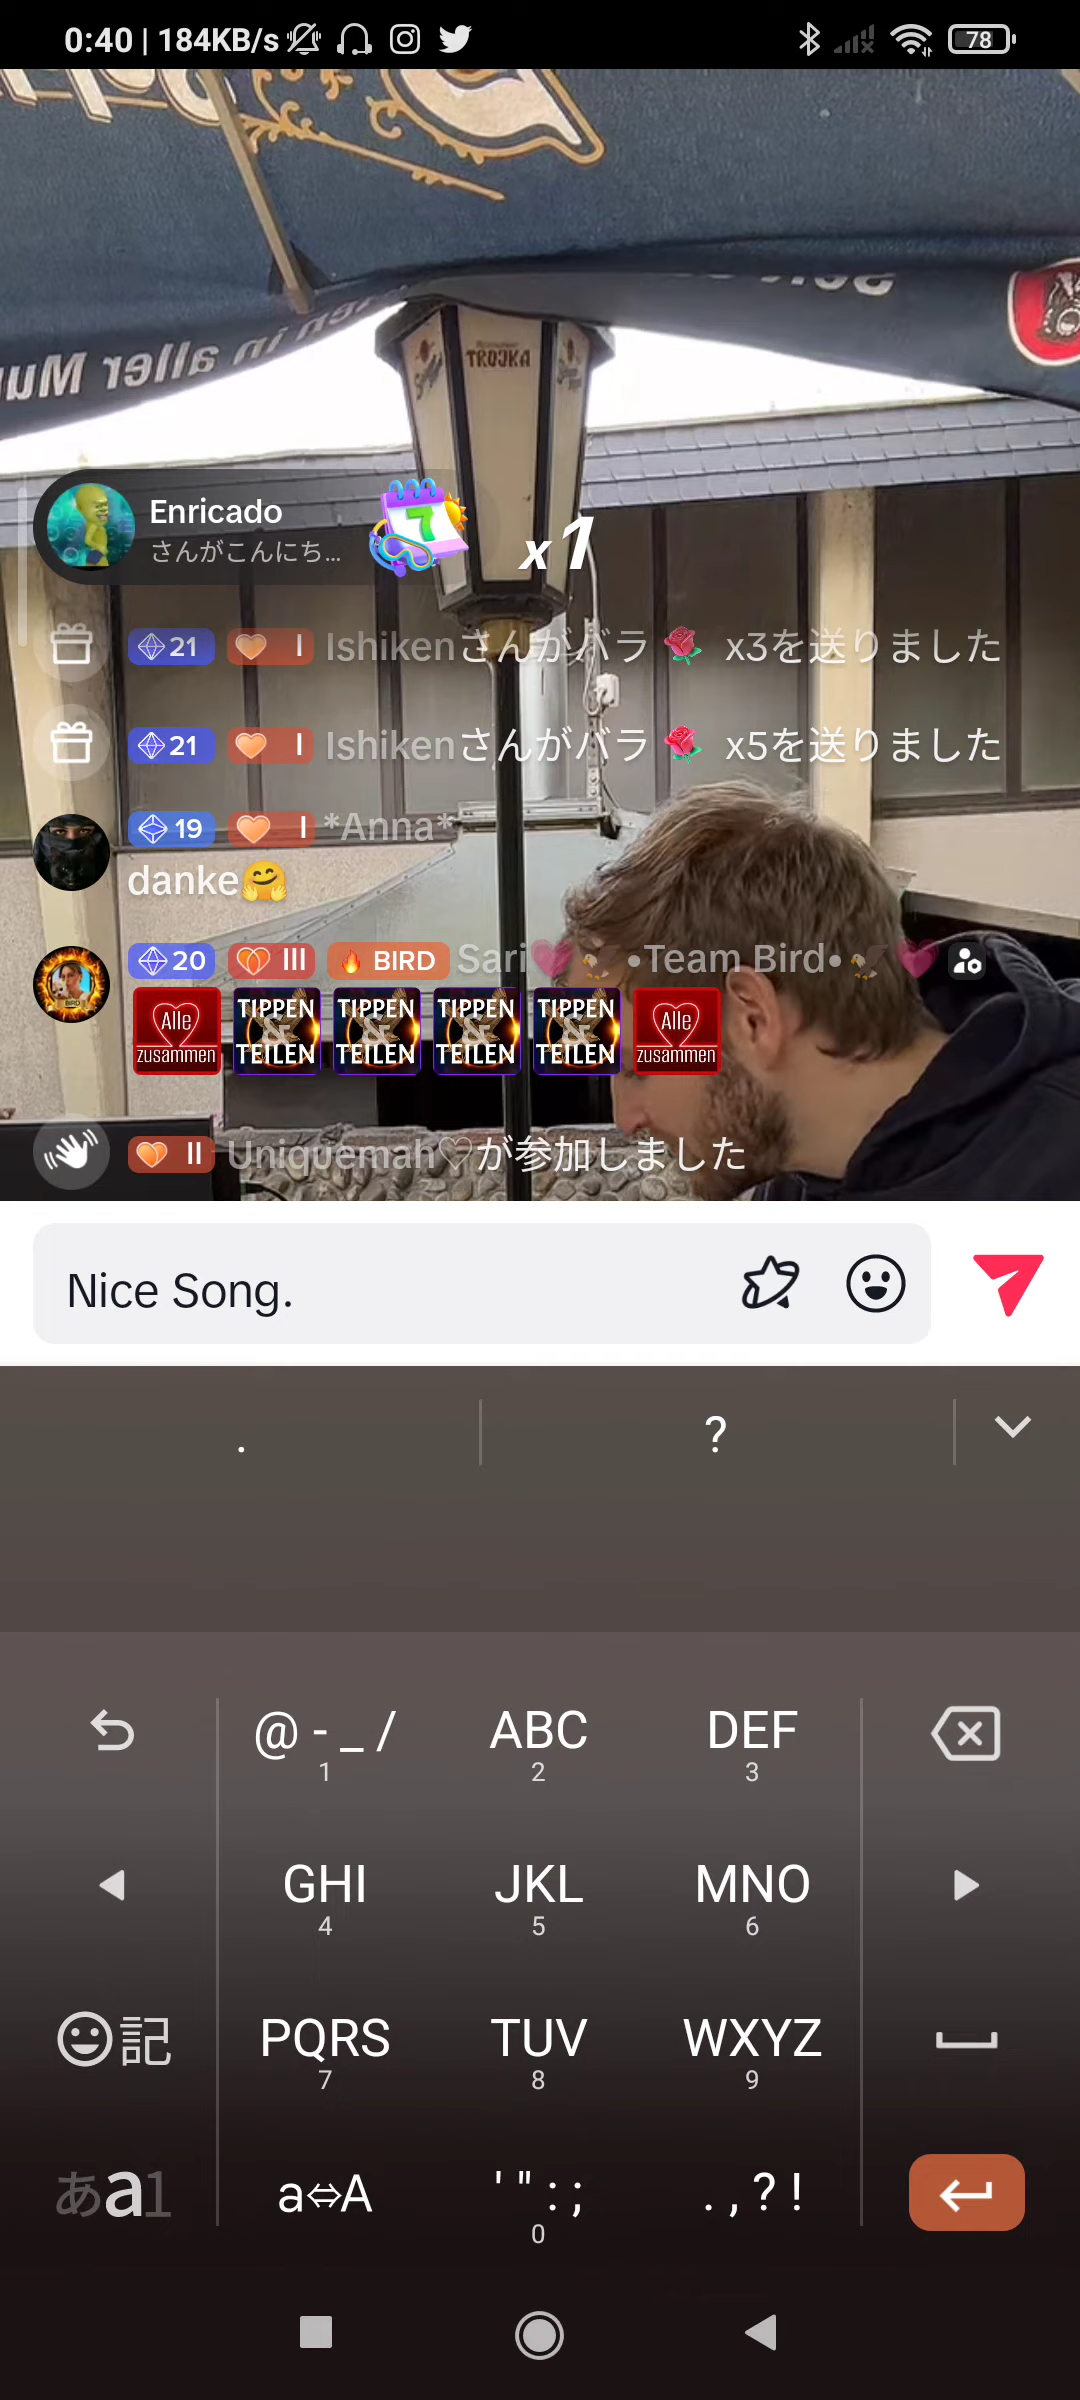 0:40 | 184KB/s
78
TROJKA
in aller Mun
Enricado
さんがこんにち...
7
x1
21 I Ishikenさんがバラ x3を送りました
21 I Ishikenさんがバラ x5を送りました
19 I *Anna*
danke🤗
20 III BIRD Sari💗🦅•Team Bird•🦅💗
Alle zusammen TIPPEN & TEILEN TIPPEN & TEILEN TIPPEN & TEILEN TIPPEN & TEILEN Alle zusammen
II Uniquemah♡が参加しました
Nice Song.
. ?
@ - _ / ABC DEF
1 2 3
GHI JKL MNO
4 5 6
記 PQRS TUV WXYZ
7 8 9
あa1 a⇔A ' " : ; . , ? !
0